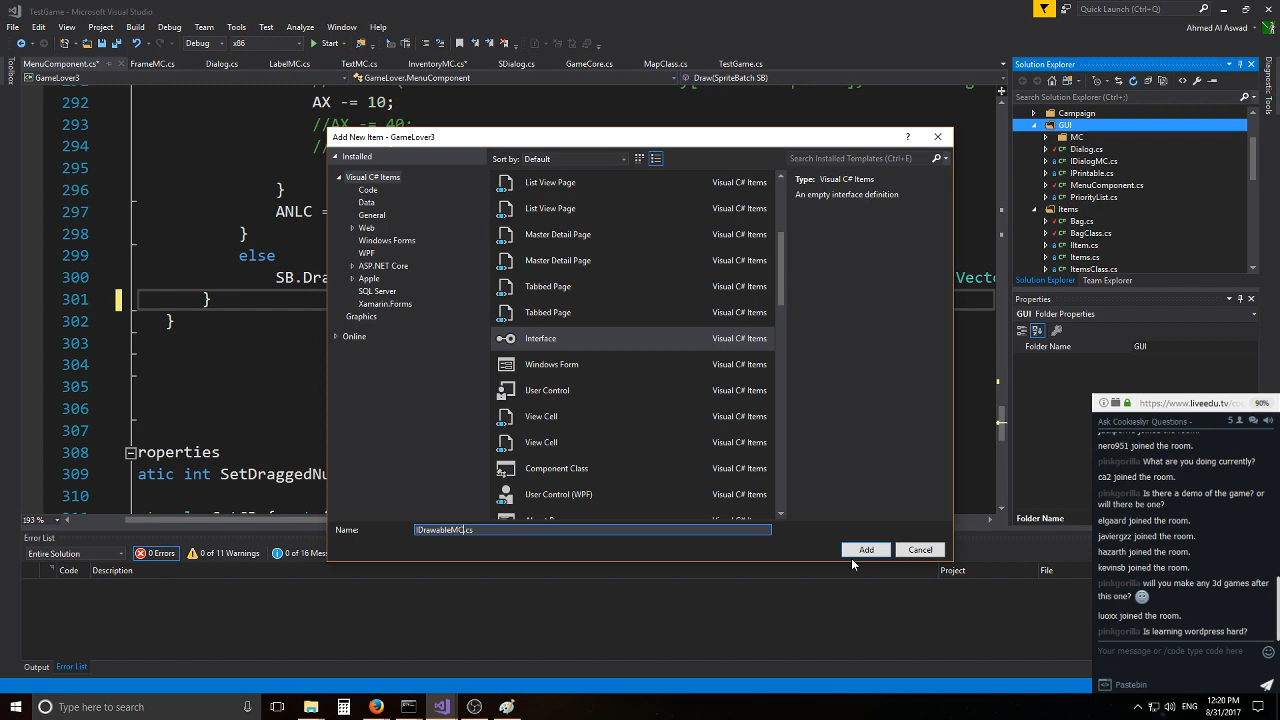 TestGame - Microsoft Visual Studio
Quick Launch (Ctrl+;)
File Edit View Project Build Debug Team Tools Architecture Test Analyze Window Help
Ahmed Al Aswad
Debug x86 Start
MenuComponent.cs* FrameMC.cs Dialog.cs LabelMC.cs TextMC.cs InventoryMC.cs* SDialog.cs GameCore.cs MapClass.cs TestGame.cs
GameLover3 GameLover.MenuComponent Draw(SpriteBatch SB)
Toolbox
292 AX -= 10;
293
294
295
296 }
297 ANLC =
298 }
299 else
300 SB.Dra
Vector
301 }
302 }
303
304
305
306
307
308 roperties
309 atic int SetDraggedNu
310
193 %
Add New Item - GameLover3
Installed
Sort by: Default
Search Installed Templates (Ctrl+E)
Visual C# Items
Code
Data
General
Web
Windows Forms
WPF
ASP.NET Core
Apple
SQL Server
Xamarin.Forms
Graphics
Online
List View Page Visual C# Items
List View Page Visual C# Items
Master Detail Page Visual C# Items
Master Detail Page Visual C# Items
Tabbed Page Visual C# Items
Tabbed Page Visual C# Items
Interface Visual C# Items
Windows Form Visual C# Items
User Control Visual C# Items
View Cell Visual C# Items
View Cell Visual C# Items
Component Class Visual C# Items
User Control (WPF) Visual C# Items
Type: Visual C# Items
An empty interface definition
Name: IDrawableMC.cs
Add Cancel
Solution Explorer
Search Solution Explorer (Ctrl+;)
Campaign
GUI
MC
Dialog.cs
IDialogMC.cs
IPrintable.cs
MenuComponent.cs
PriorityList.cs
Items
Bag.cs
BagClass.cs
IItem.cs
Items.cs
ItemsClass.cs
Solution Explorer Team Explorer
Properties
GUI Folder Properties
Folder Name GUI
Folder Name
Diagnostic Tools
Error List
Entire Solution 0 Errors 0 of 11 Warnings 0 of 16 Mess
Code Description Project File
Output Error List
https://www.liveedu.tv/co 90%
Ask Cookiesliyr Questions - 5
nero951 joined the room.
pinkgorilla What are you doing currently?
ca2 joined the room.
pinkgorilla Is there a demo of the game? or
will there be one?
elgaard joined the room.
javiergzz joined the room.
hazarth joined the room.
kevinsb joined the room.
pinkgorilla will you make any 3d games after
this one?
luoxx joined the room.
pinkgorilla Is learning wordpress hard?
Your message or /code type code here
Pastebin
Type here to search
ENG 12:20 PM
8/31/2017